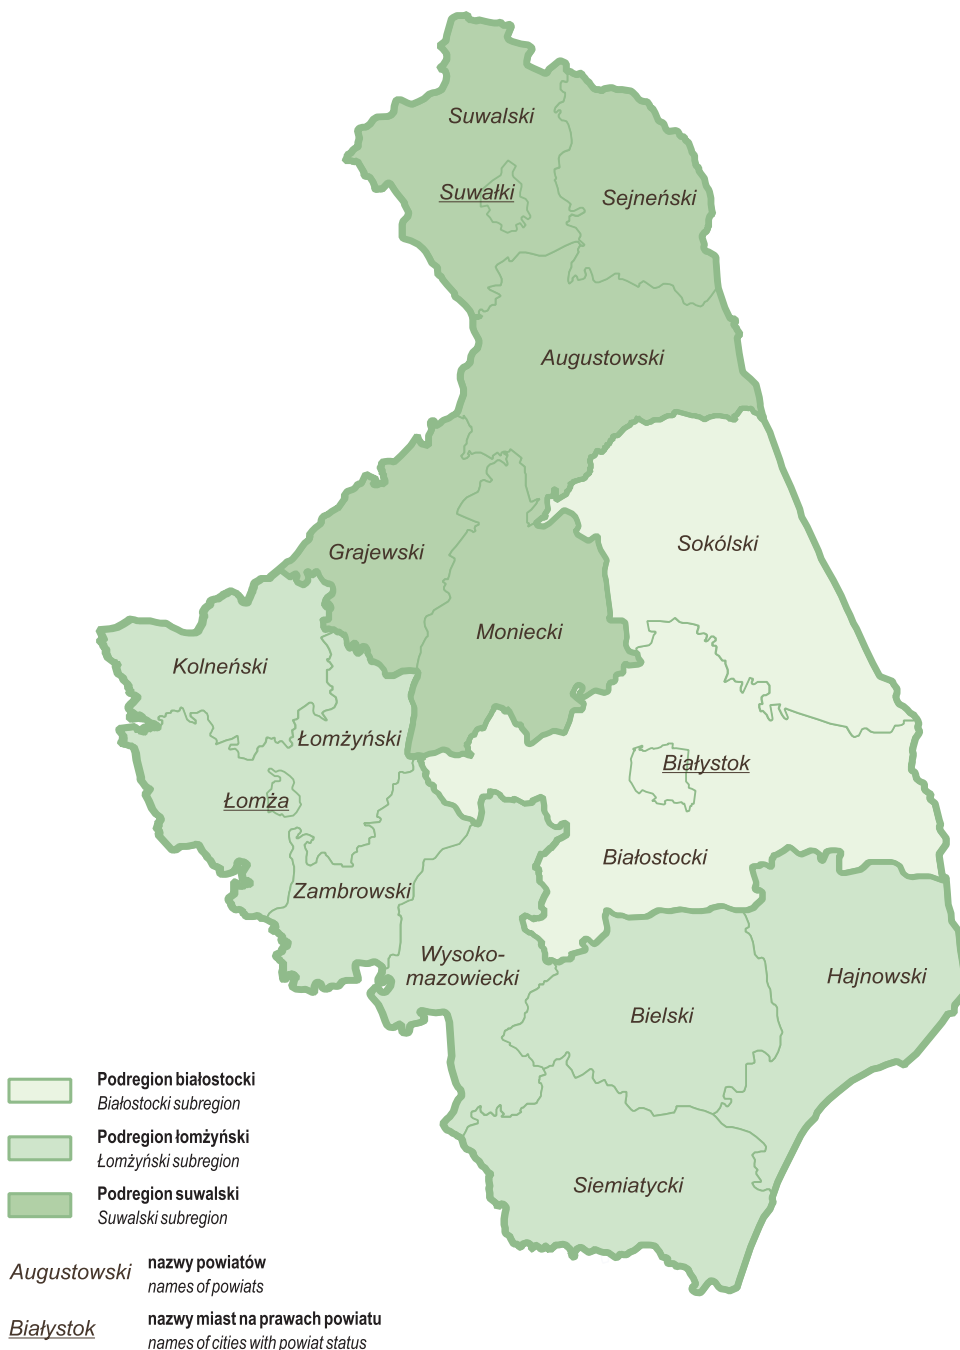 Suwalski
Suwałki
Sejneński
Augustowski
Sokólski
Grajewski
Moniecki
Kolneński
Łomżyński
Białystok
Łomża
Białostocki
Zambrowski
Wysoko-
mazowiecki
Hajnowski
Bielski
Siemiatycki
Podregion białostocki
Białostocki subregion
Podregion łomżyński
Łomżyński subregion
Podregion suwalski
Suwalski subregion
Augustowski
nazwy powiatów
names of powiats
Białystok
nazwy miast na prawach powiatu
names of cities with powiat status